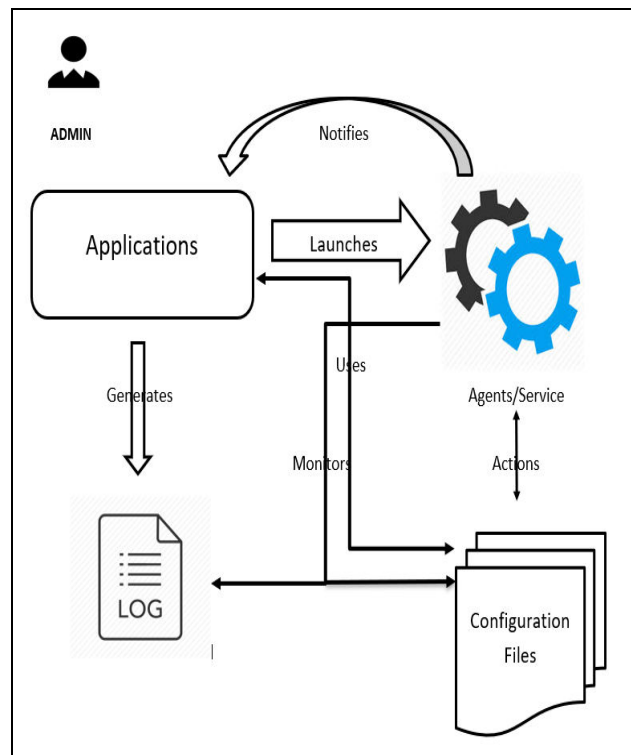 ADMIN
Notifies
Applications
Launches
Uses
Generates
Agents/Service
Monitors
Actions
LOG
Configuration
Files